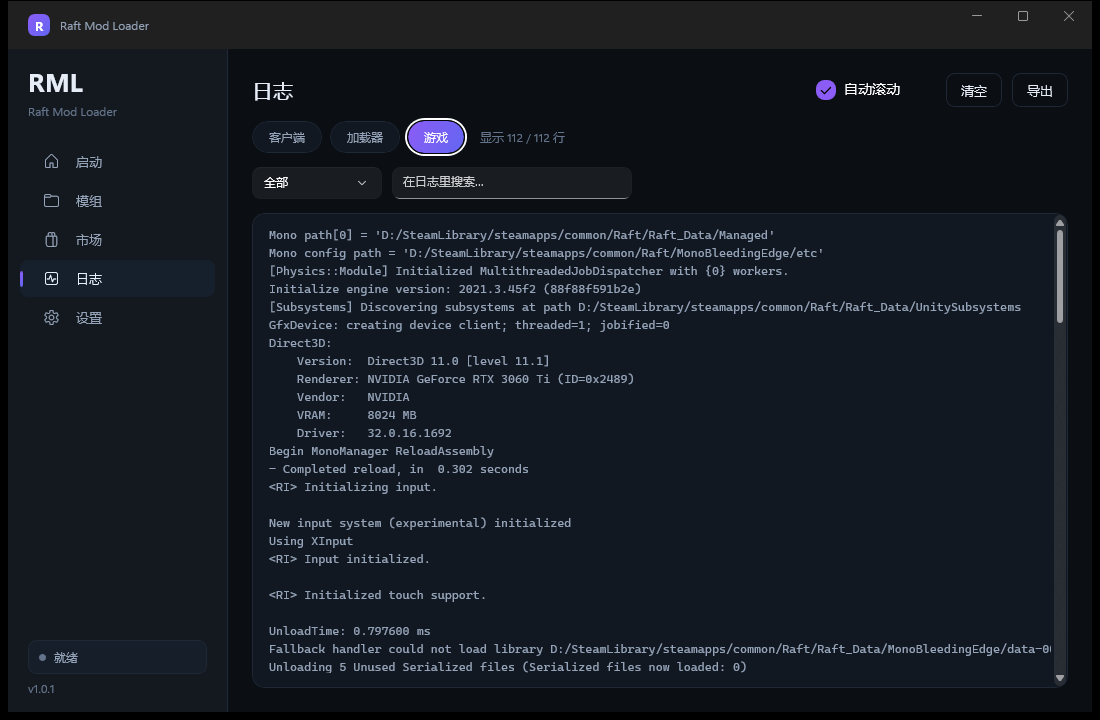 R Raft Mod Loader
RML
Raft Mod Loader
启动
模组
市场
日志
设置
就绪
v1.0.1
日志
自动滚动
清空
导出
客户端
加载器
游戏
显示 112 / 112 行
全部
在日志里搜索...
Mono path[0] = 'D:/SteamLibrary/steamapps/common/Raft/Raft_Data/Managed'
Mono config path = 'D:/SteamLibrary/steamapps/common/Raft/MonoBleedingEdge/etc'
[Physics::Module] Initialized MultithreadedJobDispatcher with {0} workers.
Initialize engine version: 2021.3.45f2 (88f88f591b2e)
[Subsystems] Discovering subsystems at path D:/SteamLibrary/steamapps/common/Raft/Raft_Data/UnitySubsystems
GfxDevice: creating device client; threaded=1; jobified=0
Direct3D:
    Version:  Direct3D 11.0 [level 11.1]
    Renderer: NVIDIA GeForce RTX 3060 Ti (ID=0x2489)
    Vendor:   NVIDIA
    VRAM:     8024 MB
    Driver:   32.0.16.1692
Begin MonoManager ReloadAssembly
- Completed reload, in  0.302 seconds
<RI> Initializing input.
New input system (experimental) initialized
Using XInput
<RI> Input initialized.
<RI> Initialized touch support.
UnloadTime: 0.797600 ms
Fallback handler could not load library D:/SteamLibrary/steamapps/common/Raft/Raft_Data/MonoBleedingEdge/data-0
Unloading 5 Unused Serialized files (Serialized files now loaded: 0)